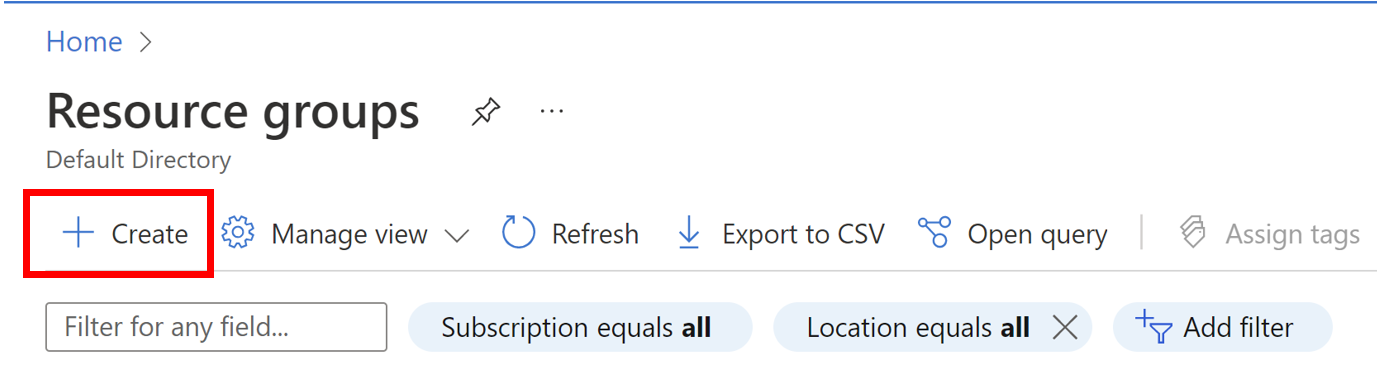 Home
Resource groups
Default Directory
Create Manage view Refresh Export to CSV Open query Assign tags
Filter for any field... Subscription equals all Location equals all Add filter